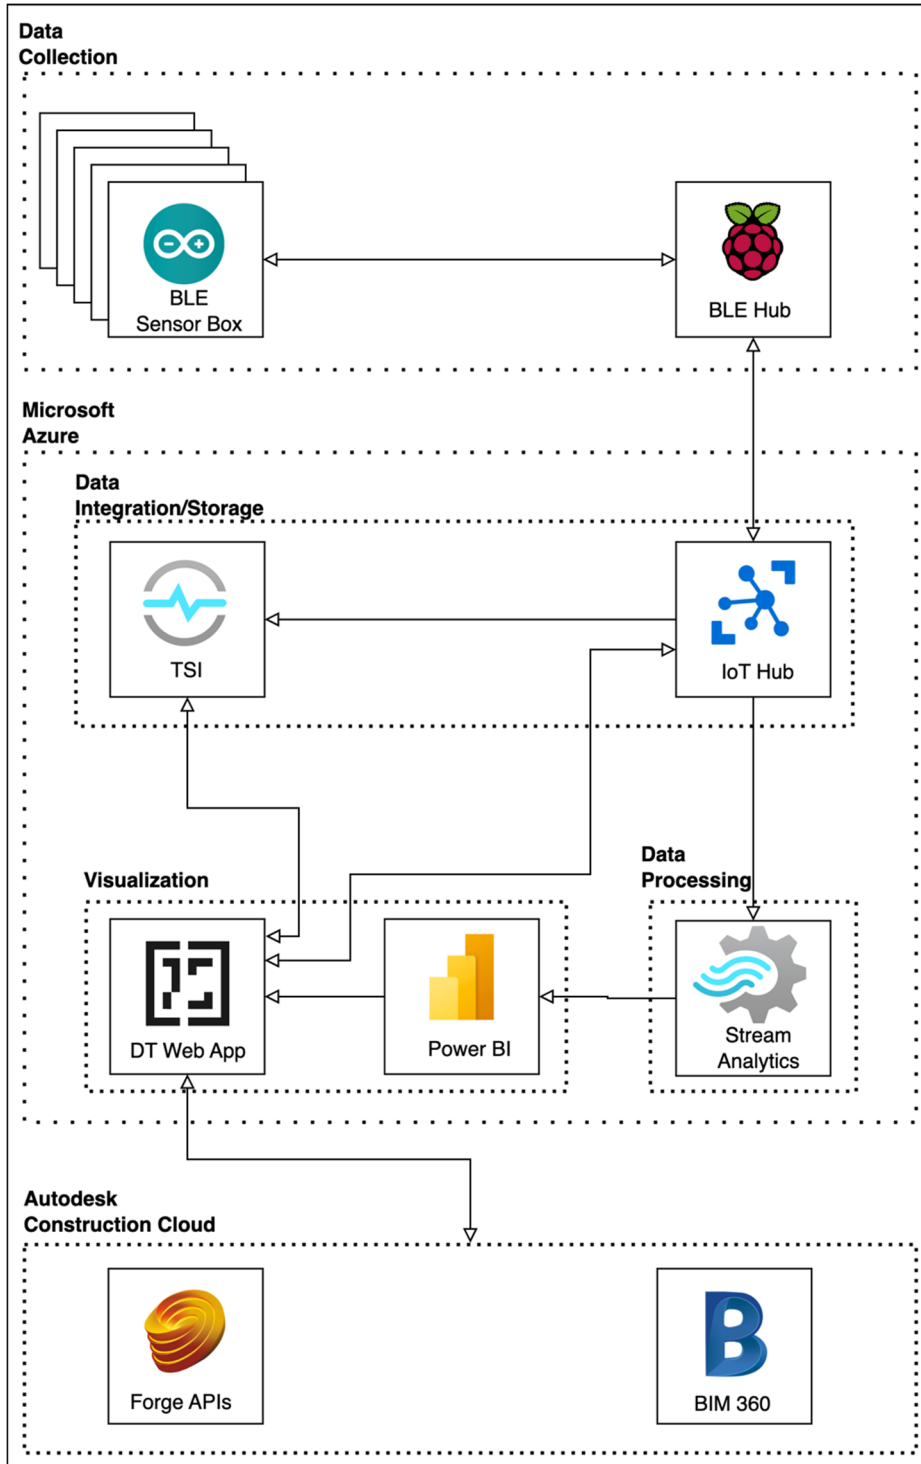 Data
Collection
BLE
Sensor Box
BLE Hub
Microsoft
Azure
Data
Integration/Storage
TSI
IoT Hub
Visualization
Data
Processing
DT Web App
Power BI
Stream
Analytics
Autodesk
Construction Cloud
Forge APIs
BIM 360